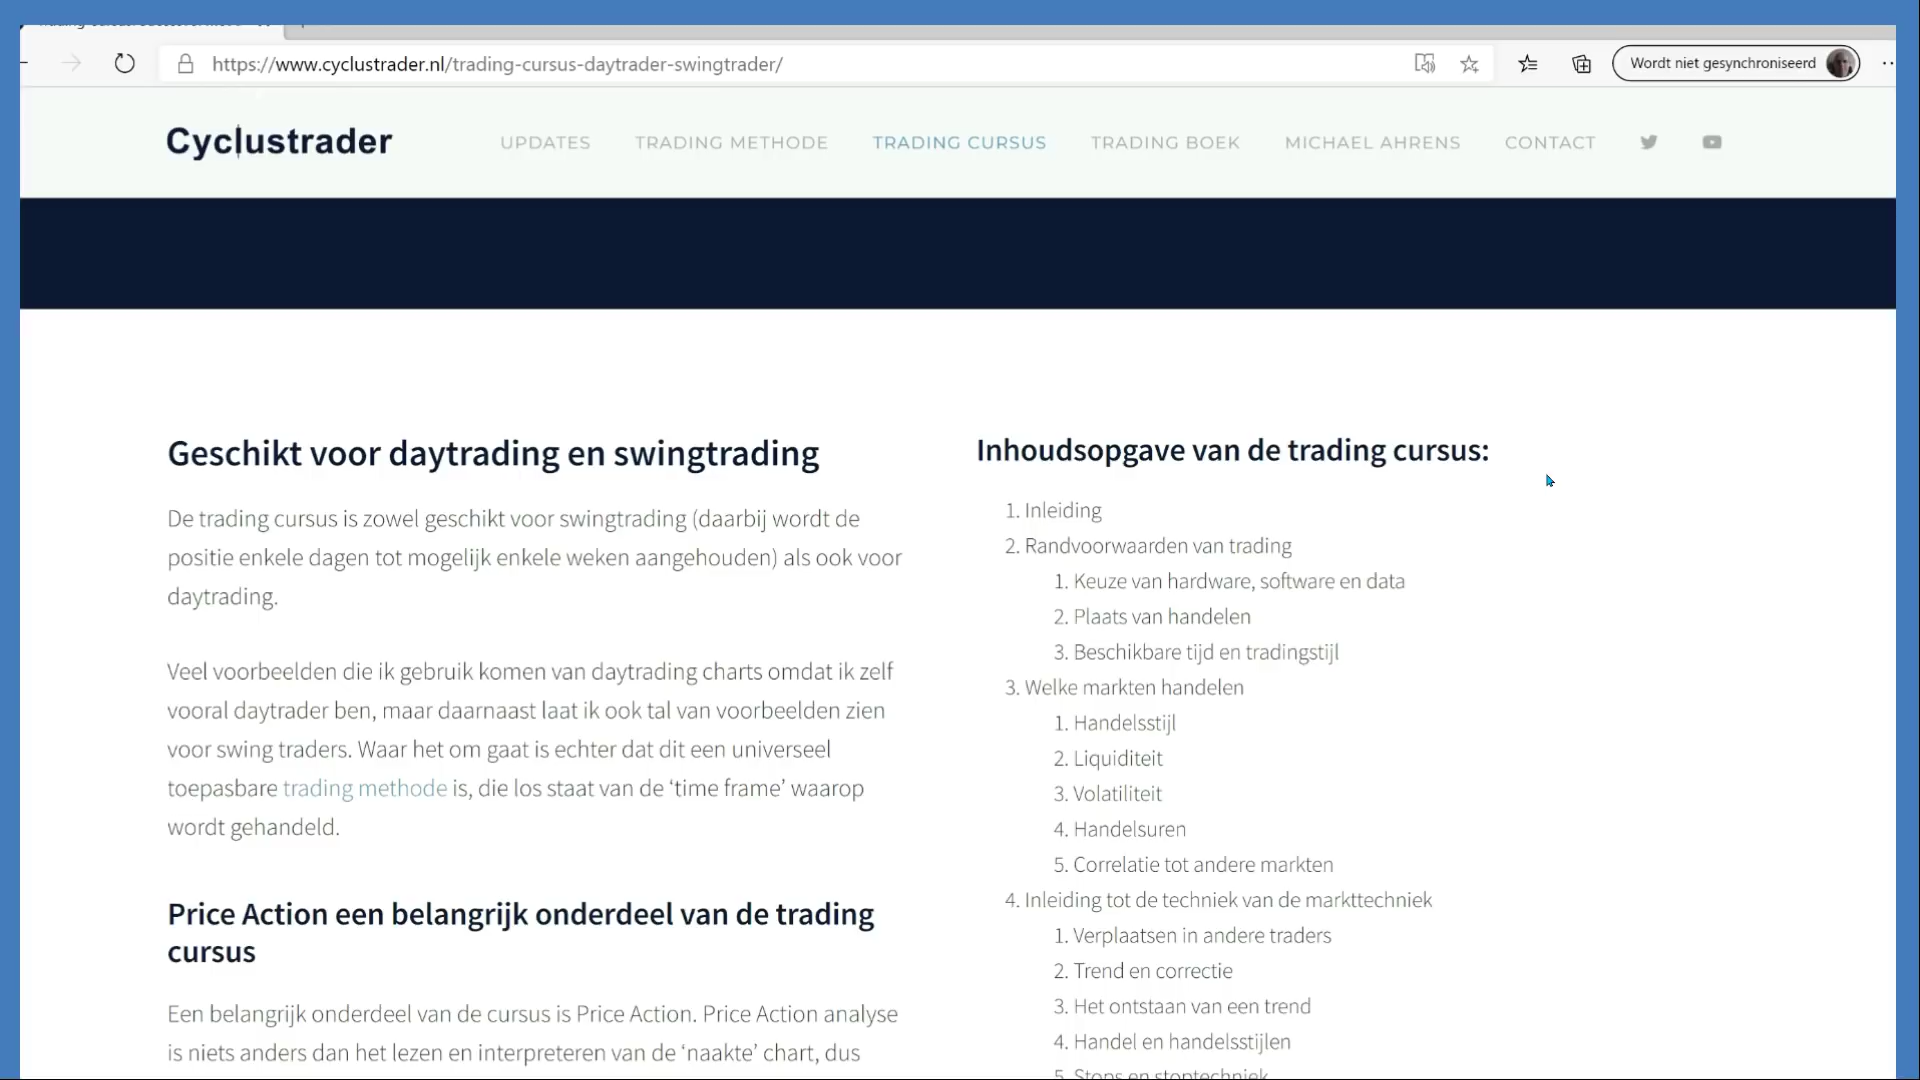 https://www.cyclustrader.nl/trading-cursus-daytrader-swingtrader/
Wordt niet gesynchroniseerd
Cyclustrader
UPDATES
TRADING METHODE
TRADING CURSUS
TRADING BOEK
MICHAEL AHRENS
CONTACT
Geschikt voor daytrading en swingtrading
De trading cursus is zowel geschikt voor swingtrading (daarbij wordt de
positie enkele dagen tot mogelijk enkele weken aangehouden) als ook voor
daytrading.
Veel voorbeelden die ik gebruik komen van daytrading charts omdat ik zelf
vooral daytrader ben, maar daarnaast laat ik ook tal van voorbeelden zien
voor swing traders. Waar het om gaat is echter dat dit een universeel
toepasbare trading methode is, die los staat van de ‘time frame’ waarop
wordt gehandeld.
Price Action een belangrijk onderdeel van de trading
cursus
Een belangrijk onderdeel van de cursus is Price Action. Price Action analyse
is niets anders dan het lezen en interpreteren van de ‘naakte’ chart, dus
Inhoudsopgave van de trading cursus:
1. Inleiding
2. Randvoorwaarden van trading
1. Keuze van hardware, software en data
2. Plaats van handelen
3. Beschikbare tijd en tradingstijl
3. Welke markten handelen
1. Handelsstijl
2. Liquiditeit
3. Volatiliteit
4. Handelsuren
5. Correlatie tot andere markten
4. Inleiding tot de techniek van de markttechniek
1. Verplaatsen in andere traders
2. Trend en correctie
3. Het ontstaan van een trend
4. Handel en handelsstijlen
5. Stops en stoptechniek